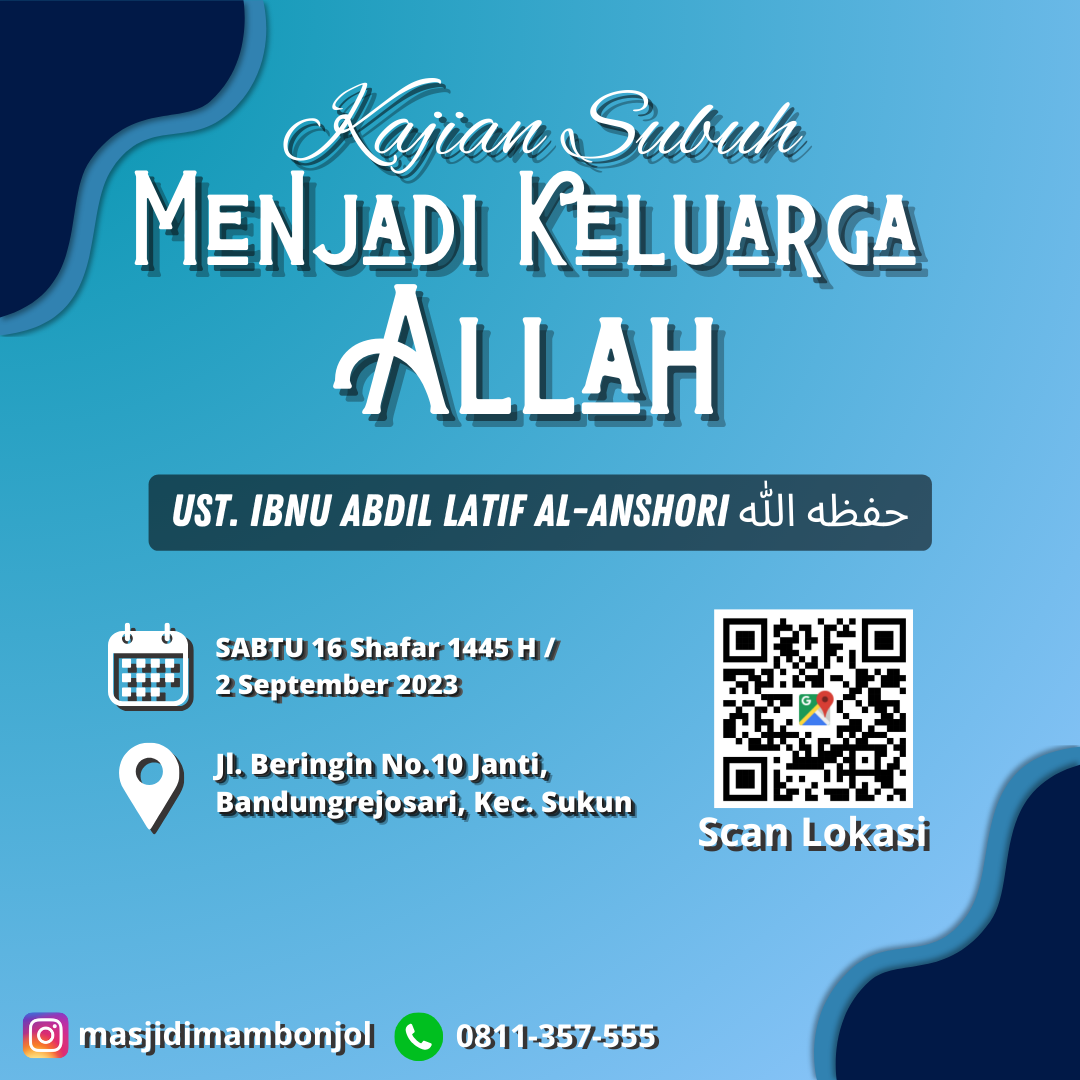 Kajian Subuh
Menjadi Keluarga
Allah
UST. IBNU ABDIL LATIF AL-ANSHORI حفظه الله
SABTU 16 Shafar 1445 H /
2 September 2023
Jl. Beringin No.10 Janti,
Bandungrejosari, Kec. Sukun
Scan Lokasi
masjidimambonjol 0811-357-555